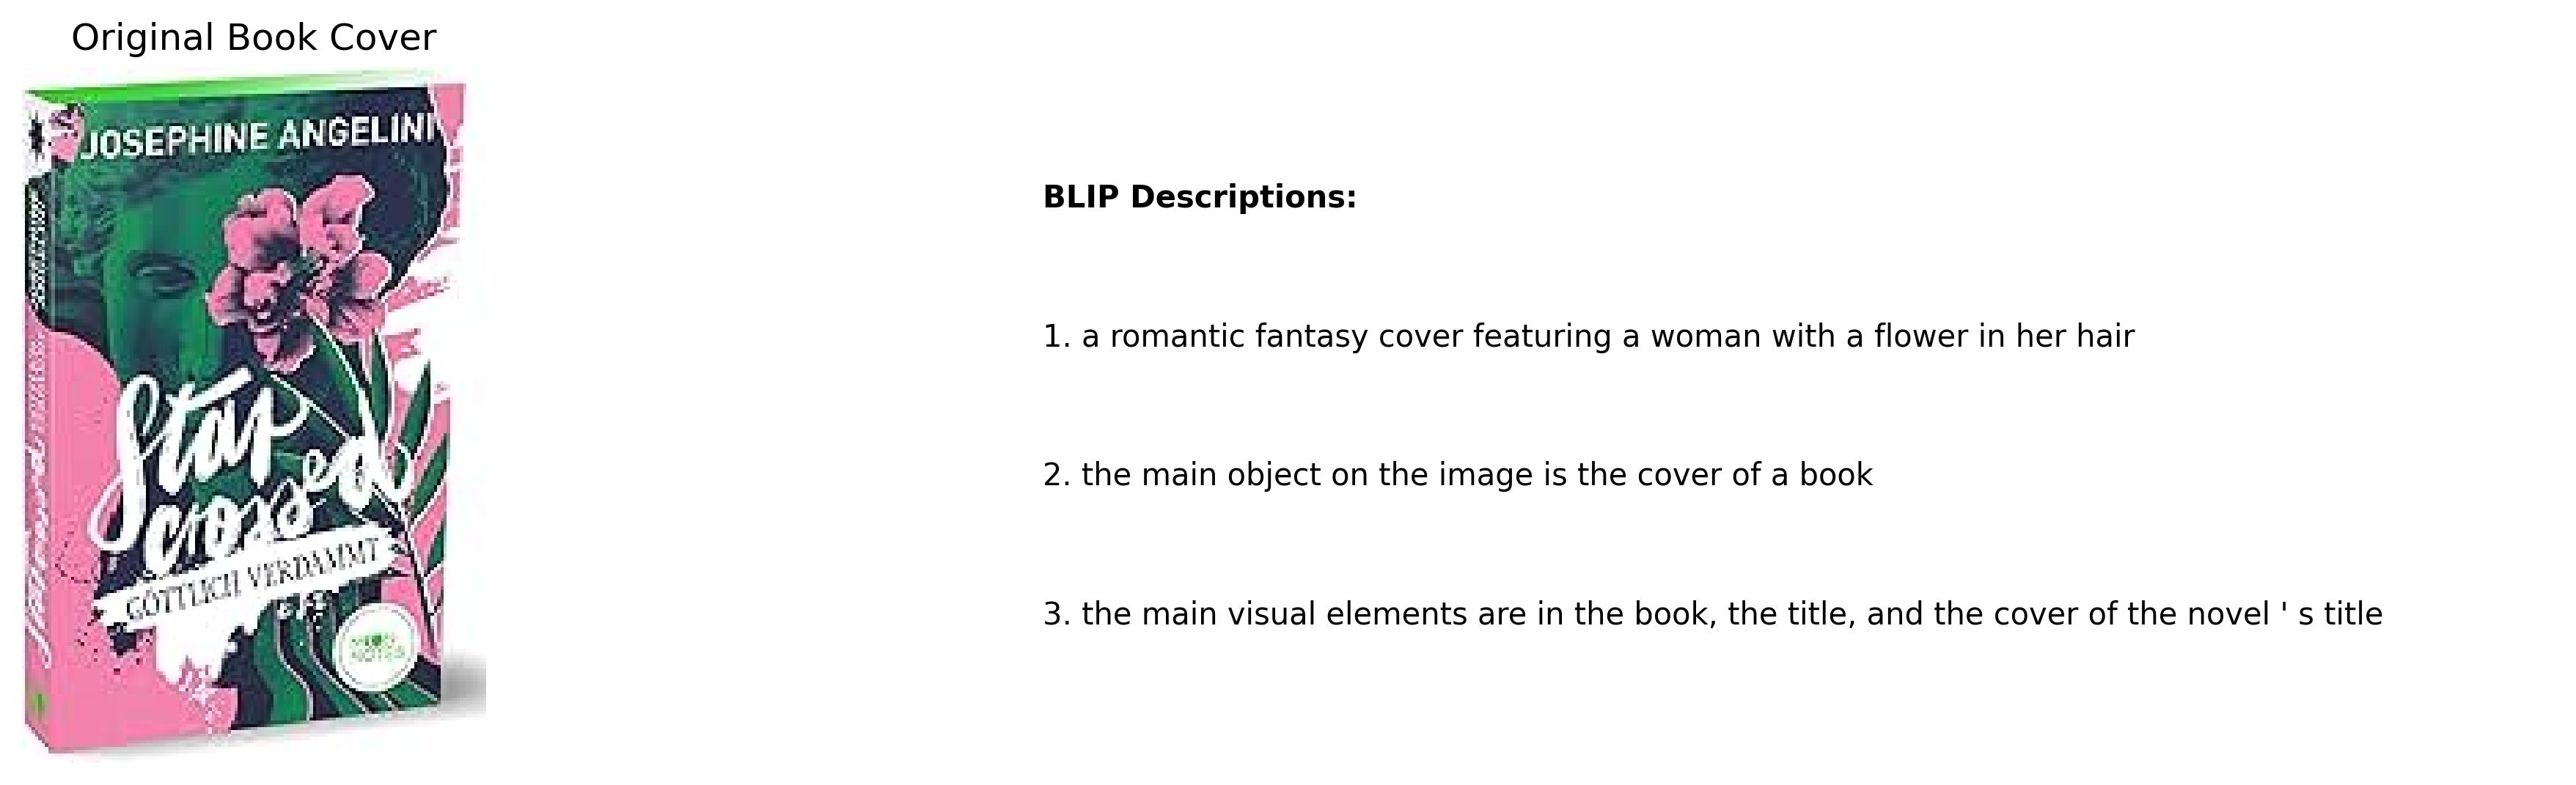 Original Book Cover
JOSEPHINE ANGELINI
Star
crossed
GÖTTLICH VERDAMMT
BLIP Descriptions:
1. a romantic fantasy cover featuring a woman with a flower in her hair
2. the main object on the image is the cover of a book
3. the main visual elements are in the book, the title, and the cover of the novel ' s title